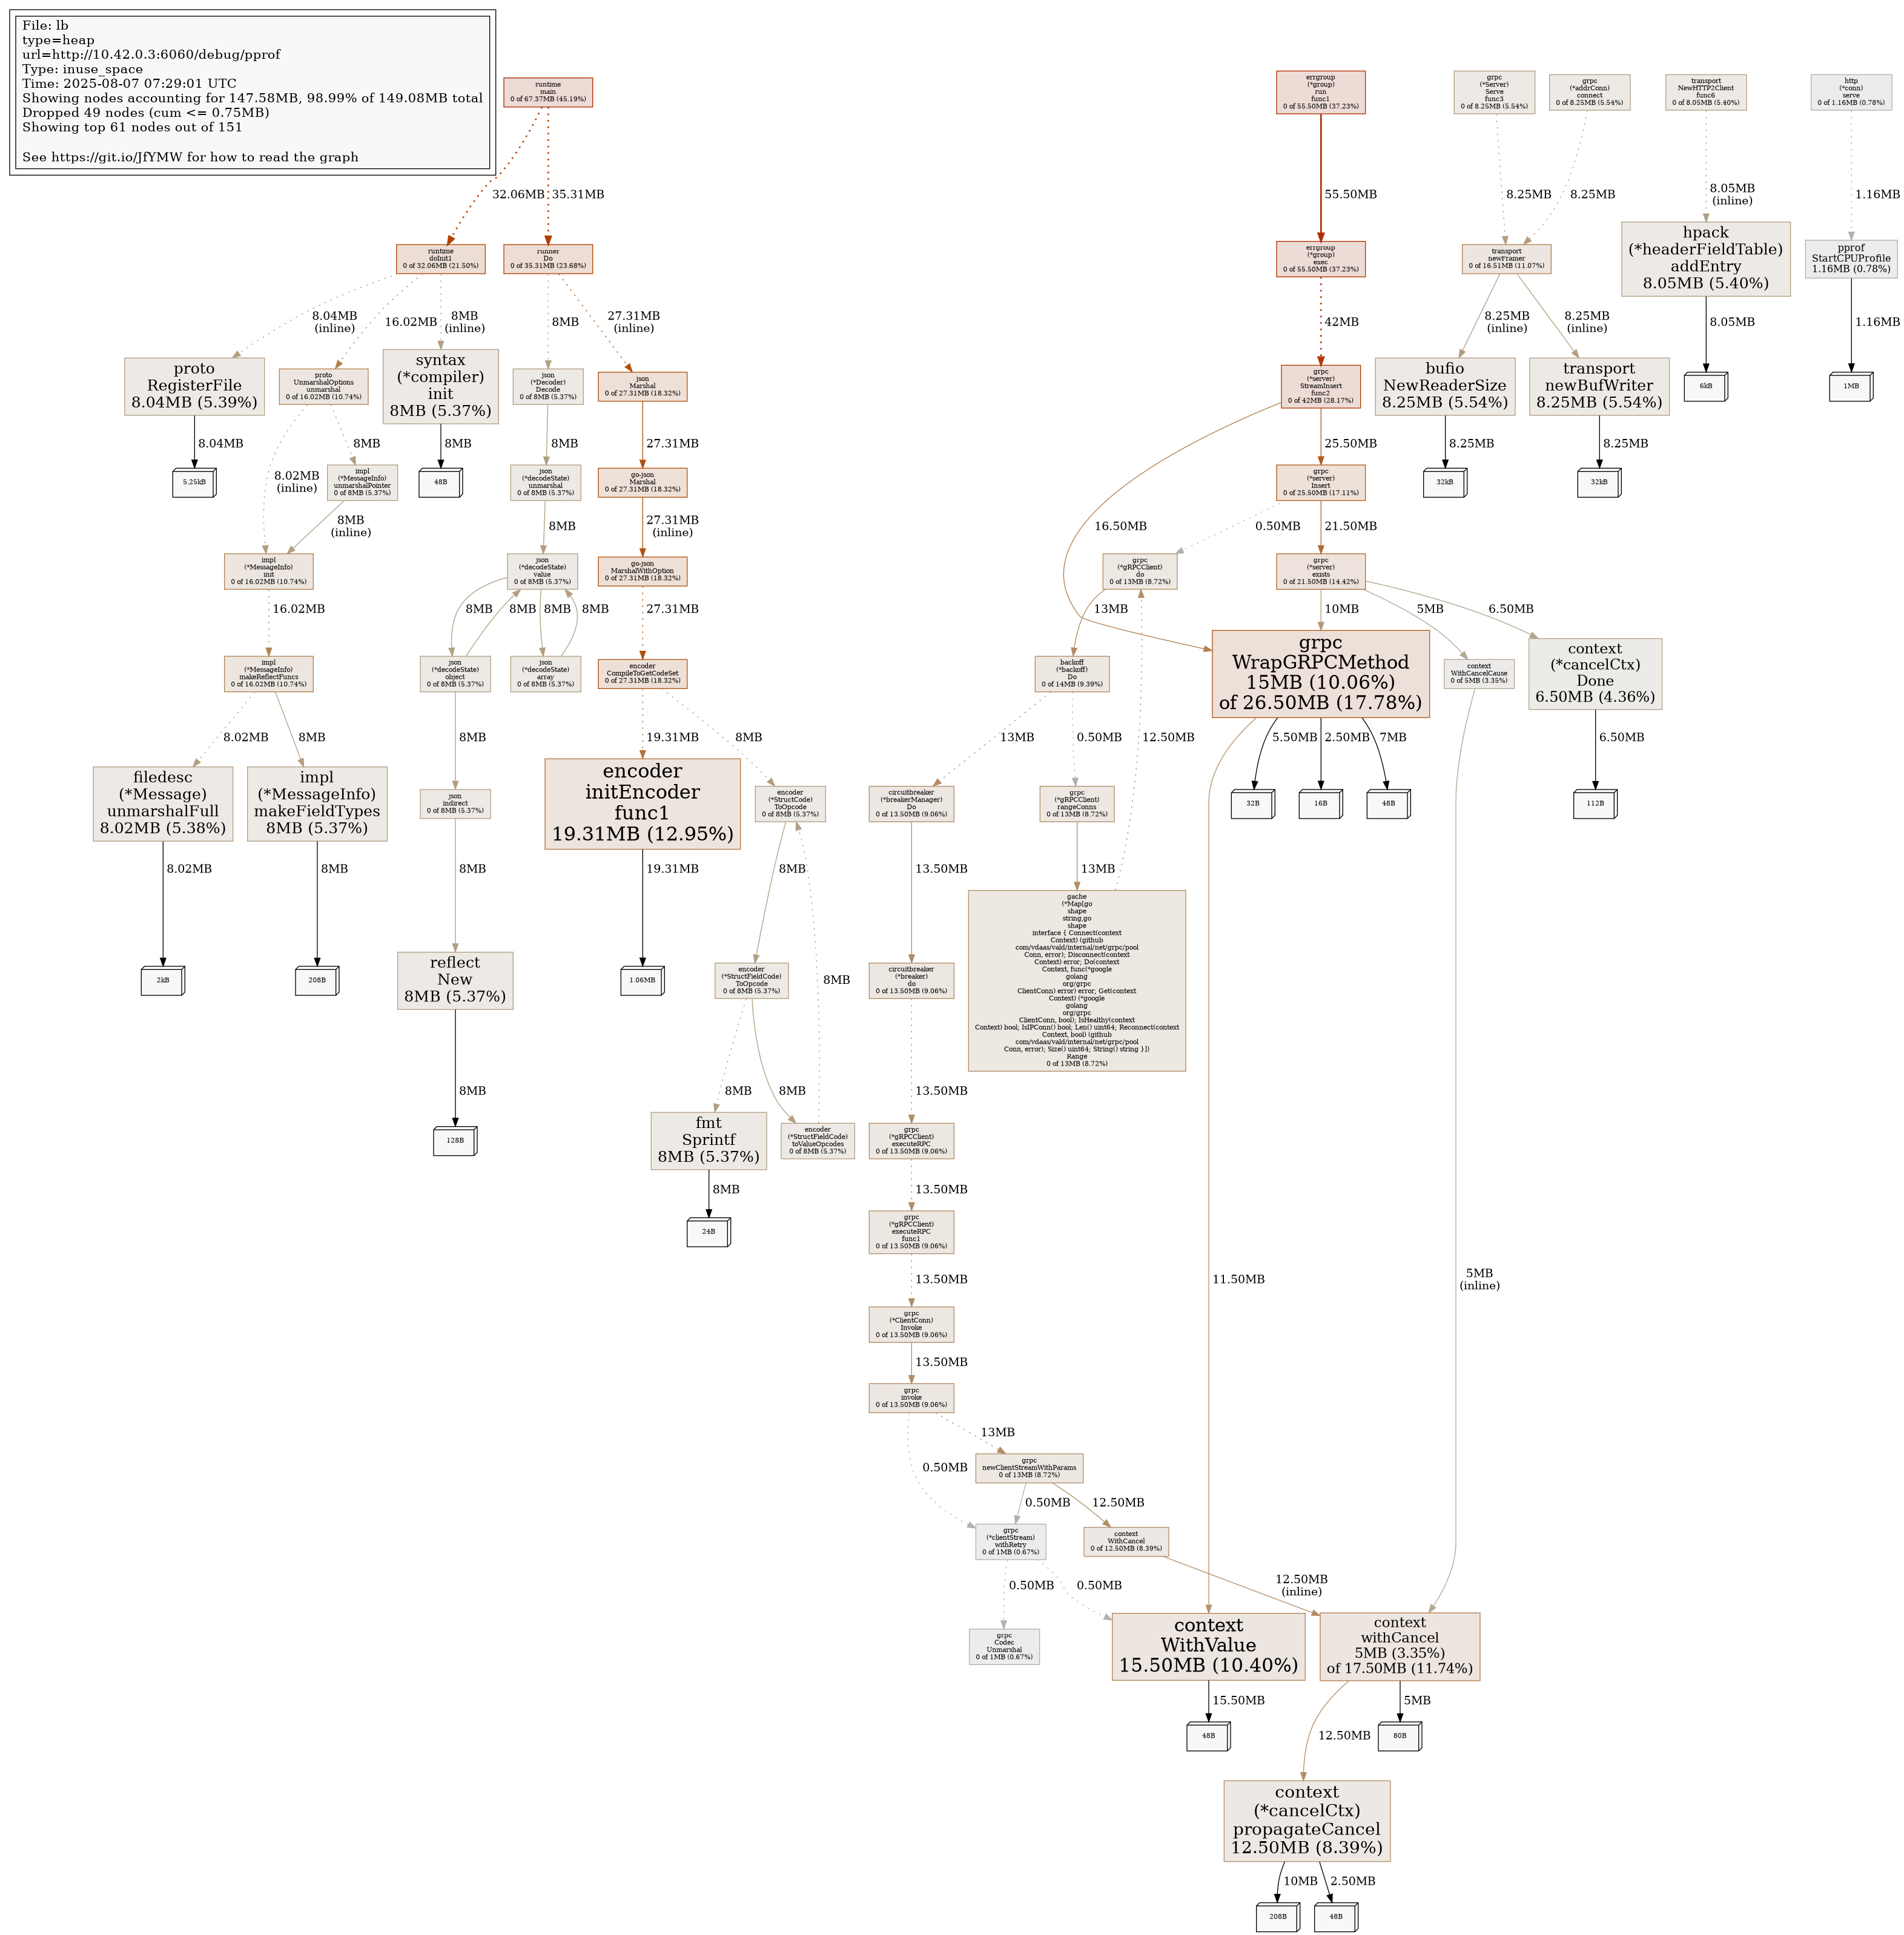 File: lb
type=heap
url=http://10.42.0.3:6060/debug/pprof
Type: inuse_space
Time: 2025-08-07 07:29:01 UTC
Showing nodes accounting for 147.58MB, 98.99% of 149.08MB total
Dropped 49 nodes (cum <= 0.75MB)
Showing top 61 nodes out of 151
See https://git.io/JfYMW for how to read the graph
runtime
main
0 of 67.37MB (45.19%)
errgroup
(*group)
run
func1
0 of 55.50MB (37.23%)
grpc
(*Server)
Serve
func3
0 of 8.25MB (5.54%)
grpc
(*addrConn)
connect
0 of 8.25MB (5.54%)
transport
NewHTTP2Client
func6
0 of 8.05MB (5.40%)
http
(*conn)
serve
0 of 1.16MB (0.78%)
32.06MB
35.31MB
55.50MB
8.25MB
8.25MB
8.05MB
(inline)
1.16MB
runtime
doInit1
0 of 32.06MB (21.50%)
runner
Do
0 of 35.31MB (23.68%)
errgroup
(*group)
exec
0 of 55.50MB (37.23%)
transport
newFramer
0 of 16.51MB (11.07%)
hpack
(*headerFieldTable)
addEntry
8.05MB (5.40%)
pprof
StartCPUProfile
1.16MB (0.78%)
8.04MB
(inline)
16.02MB
8MB
(inline)
8MB
27.31MB
(inline)
42MB
8.25MB
(inline)
8.25MB
(inline)
8.05MB
1.16MB
proto
RegisterFile
8.04MB (5.39%)
proto
UnmarshalOptions
unmarshal
0 of 16.02MB (10.74%)
syntax
(*compiler)
init
8MB (5.37%)
json
(*Decoder)
Decode
0 of 8MB (5.37%)
json
Marshal
0 of 27.31MB (18.32%)
grpc
(*server)
StreamInsert
func2
0 of 42MB (28.17%)
bufio
NewReaderSize
8.25MB (5.54%)
transport
newBufWriter
8.25MB (5.54%)
6kB
1MB
8.04MB
8.02MB
(inline)
8MB
8MB
8MB
27.31MB
16.50MB
25.50MB
8.25MB
8.25MB
5.25kB
impl
(*MessageInfo)
unmarshalPointer
0 of 8MB (5.37%)
48B
json
(*decodeState)
unmarshal
0 of 8MB (5.37%)
go-json
Marshal
0 of 27.31MB (18.32%)
grpc
(*server)
Insert
0 of 25.50MB (17.11%)
32kB
32kB
8MB
(inline)
8MB
27.31MB
(inline)
0.50MB
21.50MB
impl
(*MessageInfo)
init
0 of 16.02MB (10.74%)
json
(*decodeState)
value
0 of 8MB (5.37%)
go-json
MarshalWithOption
0 of 27.31MB (18.32%)
grpc
(*gRPCClient)
do
0 of 13MB (8.72%)
grpc
(*server)
exists
0 of 21.50MB (14.42%)
16.02MB
8MB
8MB
8MB
8MB
27.31MB
13MB
10MB
5MB
6.50MB
impl
(*MessageInfo)
makeReflectFuncs
0 of 16.02MB (10.74%)
json
(*decodeState)
object
0 of 8MB (5.37%)
json
(*decodeState)
array
0 of 8MB (5.37%)
encoder
CompileToGetCodeSet
0 of 27.31MB (18.32%)
backoff
(*backoff)
Do
0 of 14MB (9.39%)
grpc
WrapGRPCMethod
15MB (10.06%)
of 26.50MB (17.78%)
context
WithCancelCause
0 of 5MB (3.35%)
context
(*cancelCtx)
Done
6.50MB (4.36%)
8.02MB
8MB
8MB
19.31MB
8MB
13MB
0.50MB
12.50MB
5.50MB
2.50MB
7MB
6.50MB
filedesc
(*Message)
unmarshalFull
8.02MB (5.38%)
impl
(*MessageInfo)
makeFieldTypes
8MB (5.37%)
json
indirect
0 of 8MB (5.37%)
encoder
initEncoder
func1
19.31MB (12.95%)
encoder
(*StructCode)
ToOpcode
0 of 8MB (5.37%)
circuitbreaker
(*breakerManager)
Do
0 of 13.50MB (9.06%)
grpc
(*gRPCClient)
rangeConns
0 of 13MB (8.72%)
32B
16B
48B
112B
8.02MB
8MB
8MB
19.31MB
8MB
13.50MB
13MB
2kB
208B
reflect
New
8MB (5.37%)
1.06MB
encoder
(*StructFieldCode)
ToOpcode
0 of 8MB (5.37%)
8MB
circuitbreaker
(*breaker)
do
0 of 13.50MB (9.06%)
gache
(*Map[go
shape
string,go
shape
interface { Connect(context
Context) (github
com/vdaas/vald/internal/net/grpc/pool
Conn, error); Disconnect(context
Context) error; Do(context
Context, func(*google
golang
org/grpc
ClientConn) error) error; Get(context
Context) (*google
golang
org/grpc
ClientConn, bool); IsHealthy(context
Context) bool; IsIPConn() bool; Len() uint64; Reconnect(context
Context, bool) (github
com/vdaas/vald/internal/net/grpc/pool
Conn, error); Size() uint64; String() string }])
Range
0 of 13MB (8.72%)
8MB
8MB
8MB
13.50MB
128B
fmt
Sprintf
8MB (5.37%)
encoder
(*StructFieldCode)
toValueOpcodes
0 of 8MB (5.37%)
grpc
(*gRPCClient)
executeRPC
0 of 13.50MB (9.06%)
8MB
13.50MB
24B
grpc
(*gRPCClient)
executeRPC
func1
0 of 13.50MB (9.06%)
13.50MB
11.50MB
5MB
(inline)
grpc
(*ClientConn)
Invoke
0 of 13.50MB (9.06%)
13.50MB
grpc
invoke
0 of 13.50MB (9.06%)
13MB
0.50MB
grpc
newClientStreamWithParams
0 of 13MB (8.72%)
0.50MB
12.50MB
grpc
(*clientStream)
withRetry
0 of 1MB (0.67%)
context
WithCancel
0 of 12.50MB (8.39%)
0.50MB
0.50MB
12.50MB
(inline)
grpc
Codec
Unmarshal
0 of 1MB (0.67%)
context
WithValue
15.50MB (10.40%)
context
withCancel
5MB (3.35%)
of 17.50MB (11.74%)
15.50MB
12.50MB
5MB
48B
80B
context
(*cancelCtx)
propagateCancel
12.50MB (8.39%)
10MB
2.50MB
208B
48B